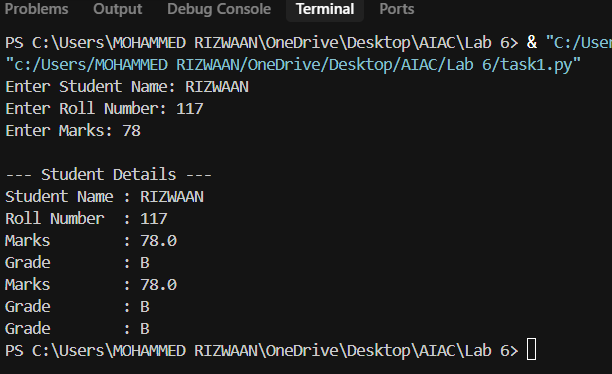 Problems Output Debug Console Terminal Ports
PS C:\Users\MOHAMMED RIZWAAN\OneDrive\Desktop\AIAC\Lab 6> & "C:/User
"c:/Users/MOHAMMED RIZWAAN/OneDrive/Desktop/AIAC/Lab 6/task1.py"
Enter Student Name: RIZWAAN
Enter Roll Number: 117
Enter Marks: 78
--- Student Details ---
Student Name : RIZWAAN
Roll Number  : 117
Marks        : 78.0
Grade        : B
Marks        : 78.0
Grade        : B
Grade        : B
PS C:\Users\MOHAMMED RIZWAAN\OneDrive\Desktop\AIAC\Lab 6>